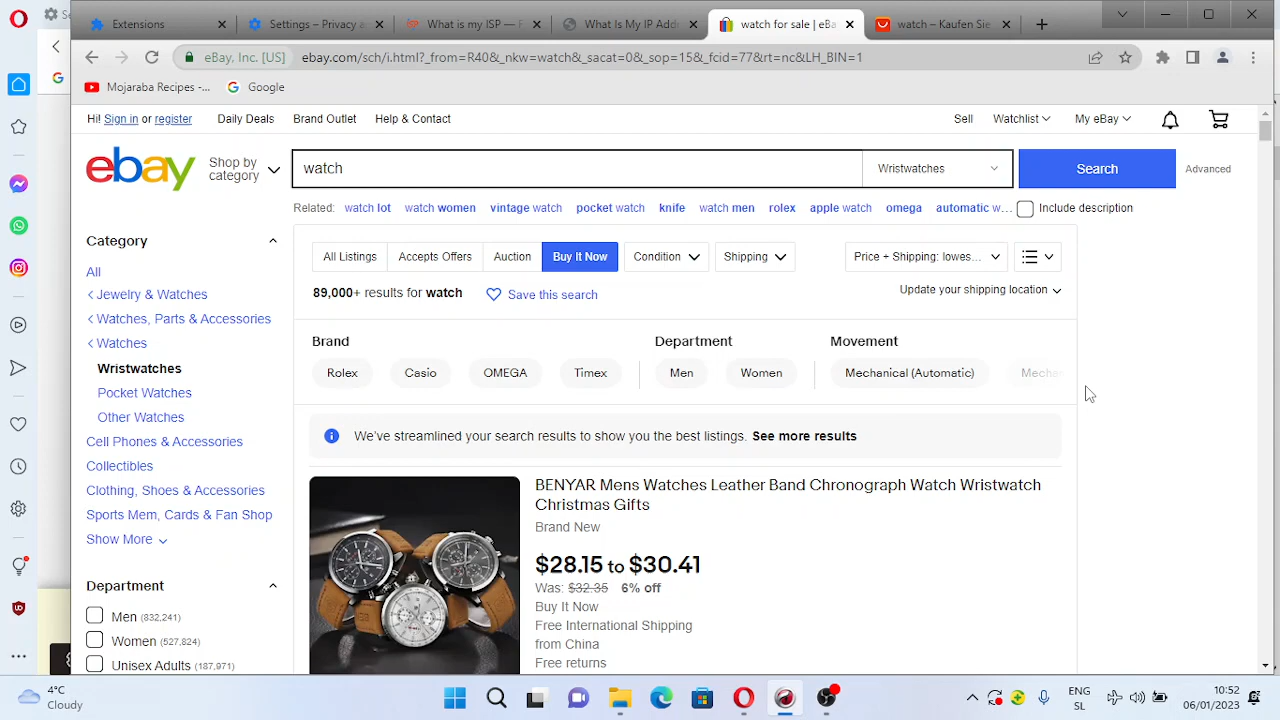 Se
Extensions
Settings – Privacy a
What is my ISP —
What Is My IP Addr
watch for sale | eBa
watch – Kaufen Sie
eBay, Inc. [US]
ebay.com/sch/i.html?_from=R40&_nkw=watch&_sacat=0&_sop=15&_fcid=77&rt=nc&LH_BIN=1
Mojaraba Recipes -...
Google
Hi! Sign in or register
Daily Deals
Brand Outlet
Help & Contact
Sell
Watchlist
My eBay
ebay
Shop by category
watch
Wristwatches
Search
Advanced
Related: watch lot watch women vintage watch pocket watch knife watch men rolex apple watch omega automatic w...
Include description
Category
All
Jewelry & Watches
Watches, Parts & Accessories
Watches
Wristwatches
Pocket Watches
Other Watches
Cell Phones & Accessories
Collectibles
Clothing, Shoes & Accessories
Sports Mem, Cards & Fan Shop
Show More
Department
Men (832,241)
Women (527,824)
Unisex Adults (187,971)
All Listings
Accepts Offers
Auction
Buy It Now
Condition
Shipping
Price + Shipping: lowes...
89,000+ results for watch
Save this search
Update your shipping location
Brand
Rolex
Casio
OMEGA
Timex
Department
Men
Women
Movement
Mechanical (Automatic)
Mechan
We've streamlined your search results to show you the best listings. See more results
BENYAR Mens Watches Leather Band Chronograph Watch Wristwatch
Christmas Gifts
Brand New
$28.15 to $30.41
Was: $32.35 6% off
Buy It Now
Free International Shipping
from China
Free returns
4°C
Cloudy
ENG
SL
10:52
06/01/2023